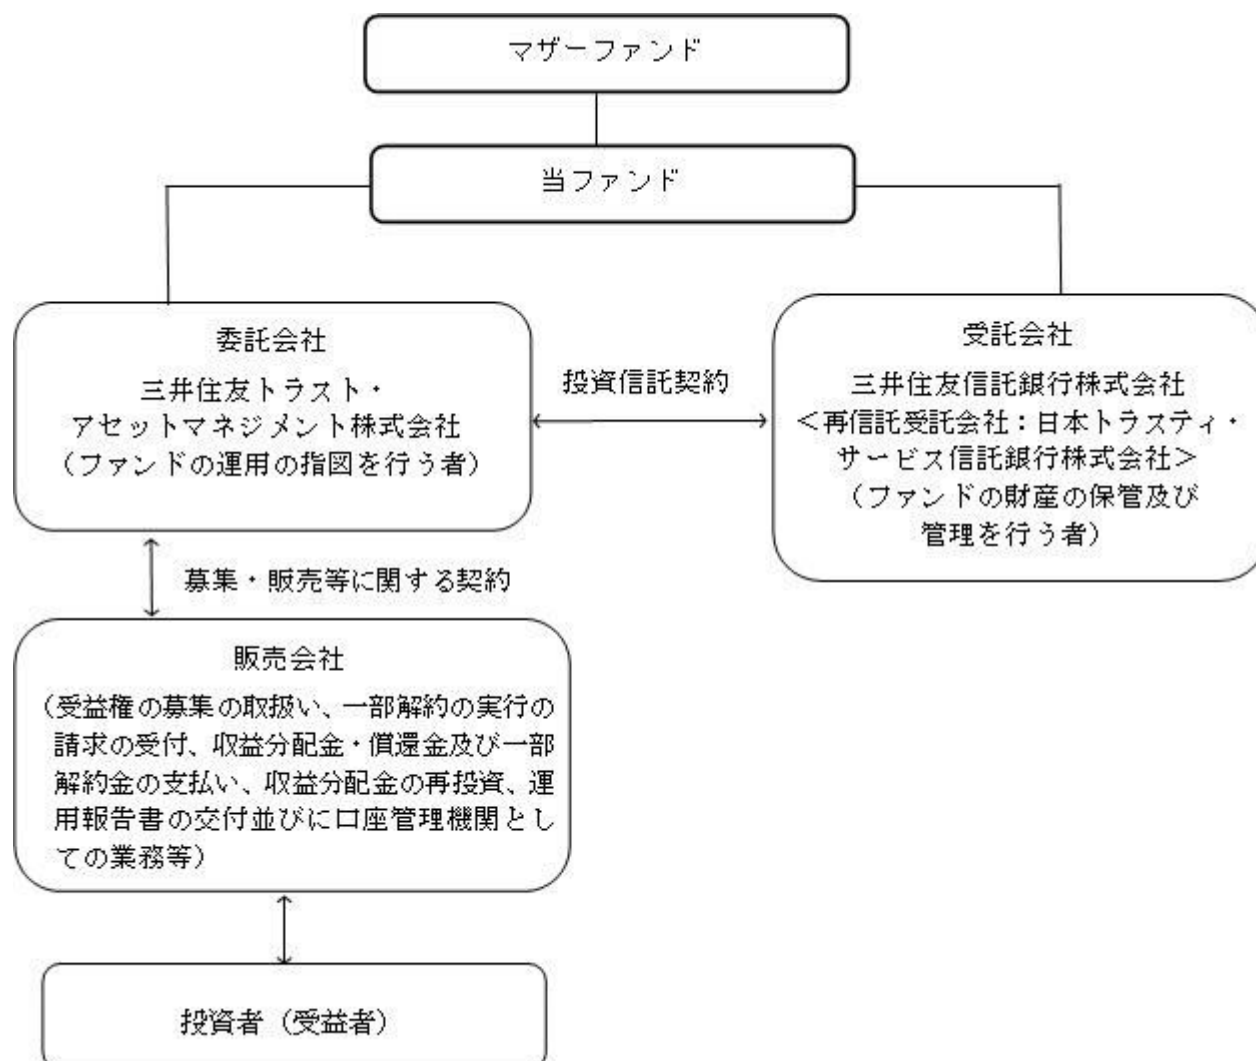 マザーファンド
当ファンド
委託会社
三井住友トラスト・
アセットマネジメント株式会社
（ファンドの運用の指図を行う者）
投資信託契約
受託会社
三井住友信託銀行株式会社
＜再信託受託会社：日本トラスティ・
サービス信託銀行株式会社＞
（ファンドの財産の保管及び
管理を行う者）
募集・販売等に関する契約
販売会社
（受益権の募集の取扱い、一部解約の実行の
請求の受付、収益分配金・償還金及び一部
解約金の支払い、収益分配金の再投資、運
用報告書の交付並びに口座管理機関とし
ての業務等）
投資者（受益者）